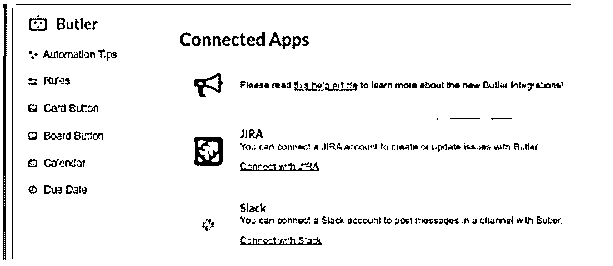 Butler
Automation Tips
Rules
Card Button
Board Button
Calendar
Due Date
Connected Apps
Please read this help article to learn more about the new Butler Integrations!
JIRA
You can connect a JIRA account to create or update issues with Butler.
Connect with JIRA
Slack
You can connect a Slack account to post messages in a channel with Butler.
Connect with Slack